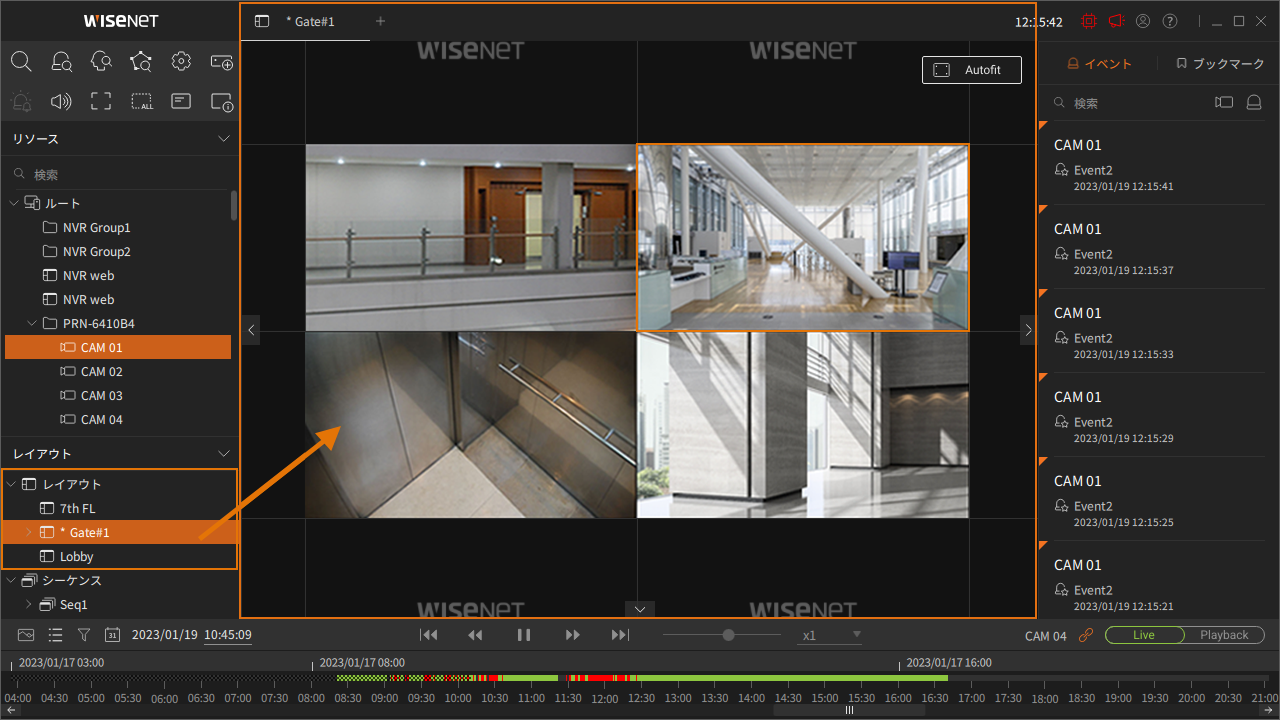 WISENET
* Gate#1
12:15:42
ALL
リソース
検索
ルート
NVR Group1
NVR Group2
NVR web
NVR web
PRN-6410B4
CAM 01
CAM 02
CAM 03
CAM 04
レイアウト
レイアウト
7th FL
* Gate#1
Lobby
シーケンス
Seq1
WISENET
WISENET
Autofit
WISENET
WISENET
イベント
ブックマーク
検索
CAM 01
Event2
2023/01/19 12:15:41
CAM 01
Event2
2023/01/19 12:15:37
CAM 01
Event2
2023/01/19 12:15:33
CAM 01
Event2
2023/01/19 12:15:29
CAM 01
Event2
2023/01/19 12:15:25
CAM 01
Event2
2023/01/19 12:15:21
31
2023/01/19 10:45:09
x1
CAM 04
Live
Playback
2023/01/17 03:00
2023/01/17 08:00
2023/01/17 16:00
04:00 04:30 05:00 05:30 06:00 06:30 07:00 07:30 08:00 08:30 09:00 09:30 10:00 10:30 11:00 11:30 12:00 12:30 13:00 13:30 14:00 14:30 15:00 15:30 16:00 16:30 17:00 17:30 18:00 18:30 19:00 19:30 20:00 20:30 21:00